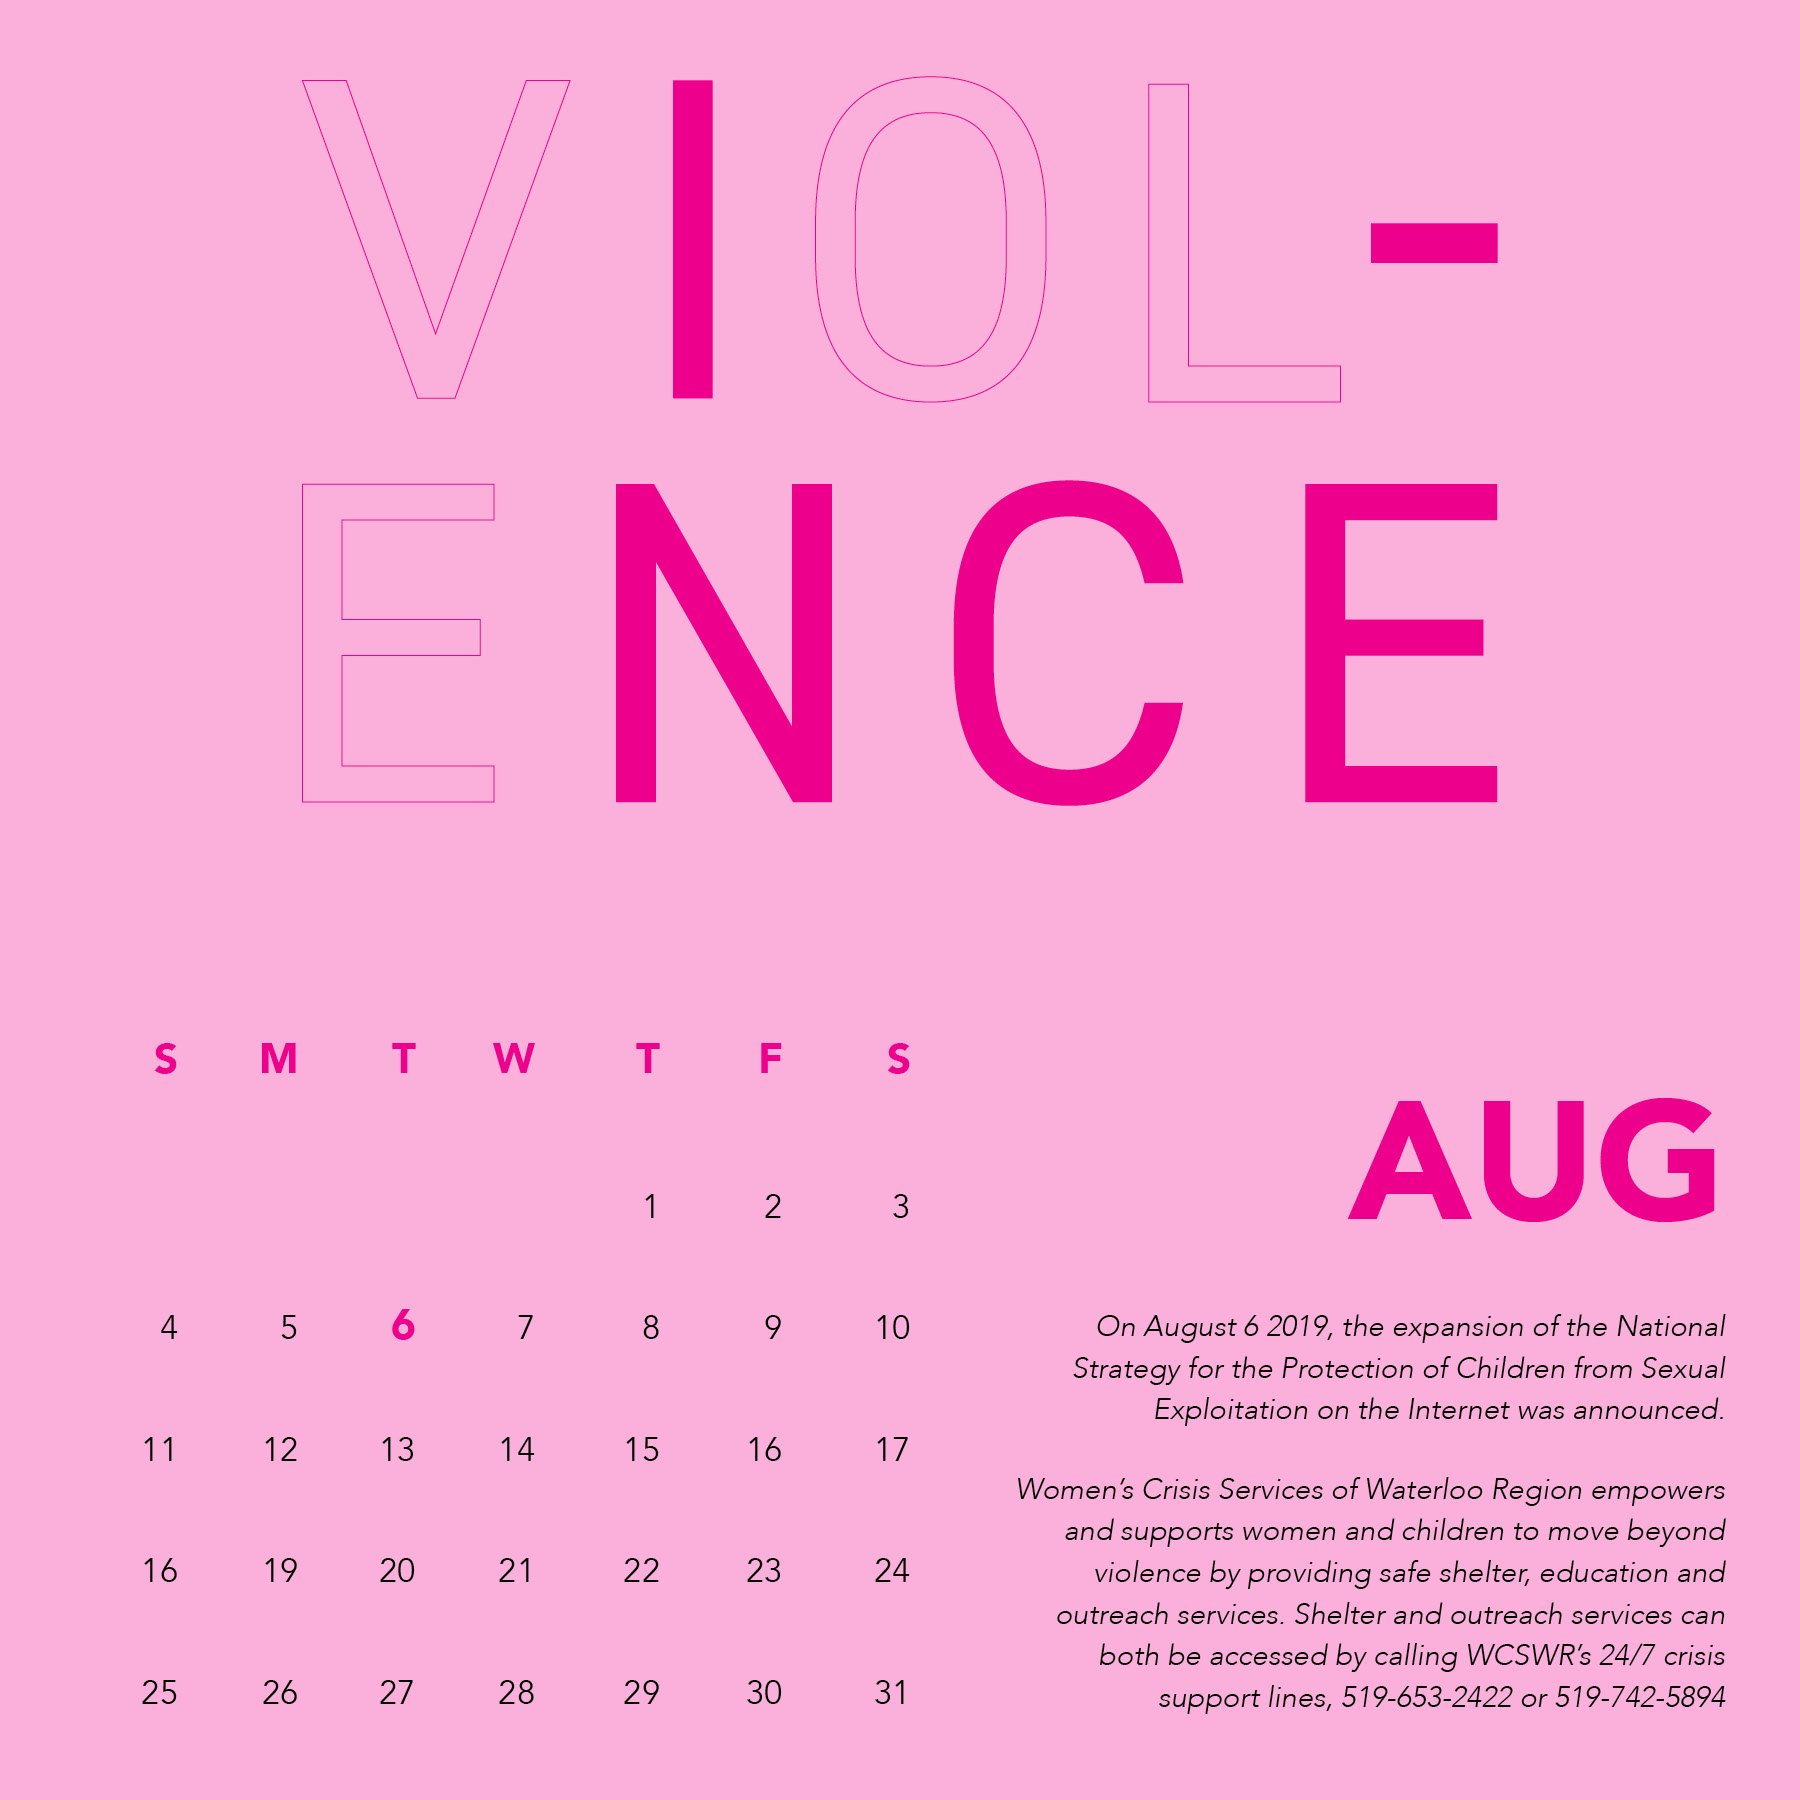 VIOL-
ENCE
S M T W T F S
1 2 3
4 5 6 7 8 9 10
11 12 13 14 15 16 17
16 19 20 21 22 23 24
25 26 27 28 29 30 31
AUG
On August 6 2019, the expansion of the National
Strategy for the Protection of Children from Sexual
Exploitation on the Internet was announced.
Women’s Crisis Services of Waterloo Region empowers
and supports women and children to move beyond
violence by providing safe shelter, education and
outreach services. Shelter and outreach services can
both be accessed by calling WCSWR’s 24/7 crisis
support lines, 519-653-2422 or 519-742-5894